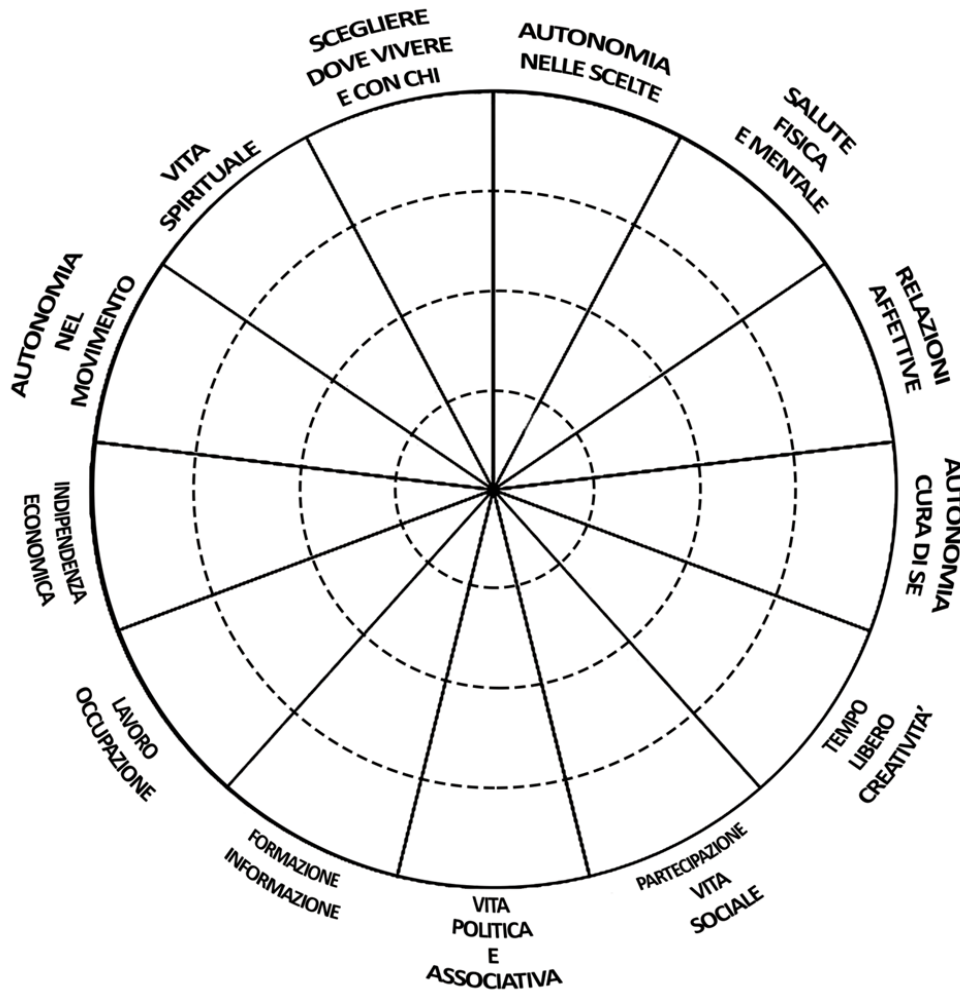 SCEGLIERE
DOVE VIVERE
E CON CHI
AUTONOMIA
NELLE SCELTE
SALUTE
FISICA
E MENTALE
RELAZIONI
AFFETTIVE
AUTONOMIA
CURA DI SE
TEMPO
LIBERO
CREATIVITA'
PARTECIPAZIONE
VITA
SOCIALE
VITA
POLITICA
E
ASSOCIATIVA
FORMAZIONE
INFORMAZIONE
LAVORO
OCCUPAZIONE
INDIPENDENZA
ECONOMICA
AUTONOMIA
NEL
MOVIMENTO
VITA
SPIRITUALE